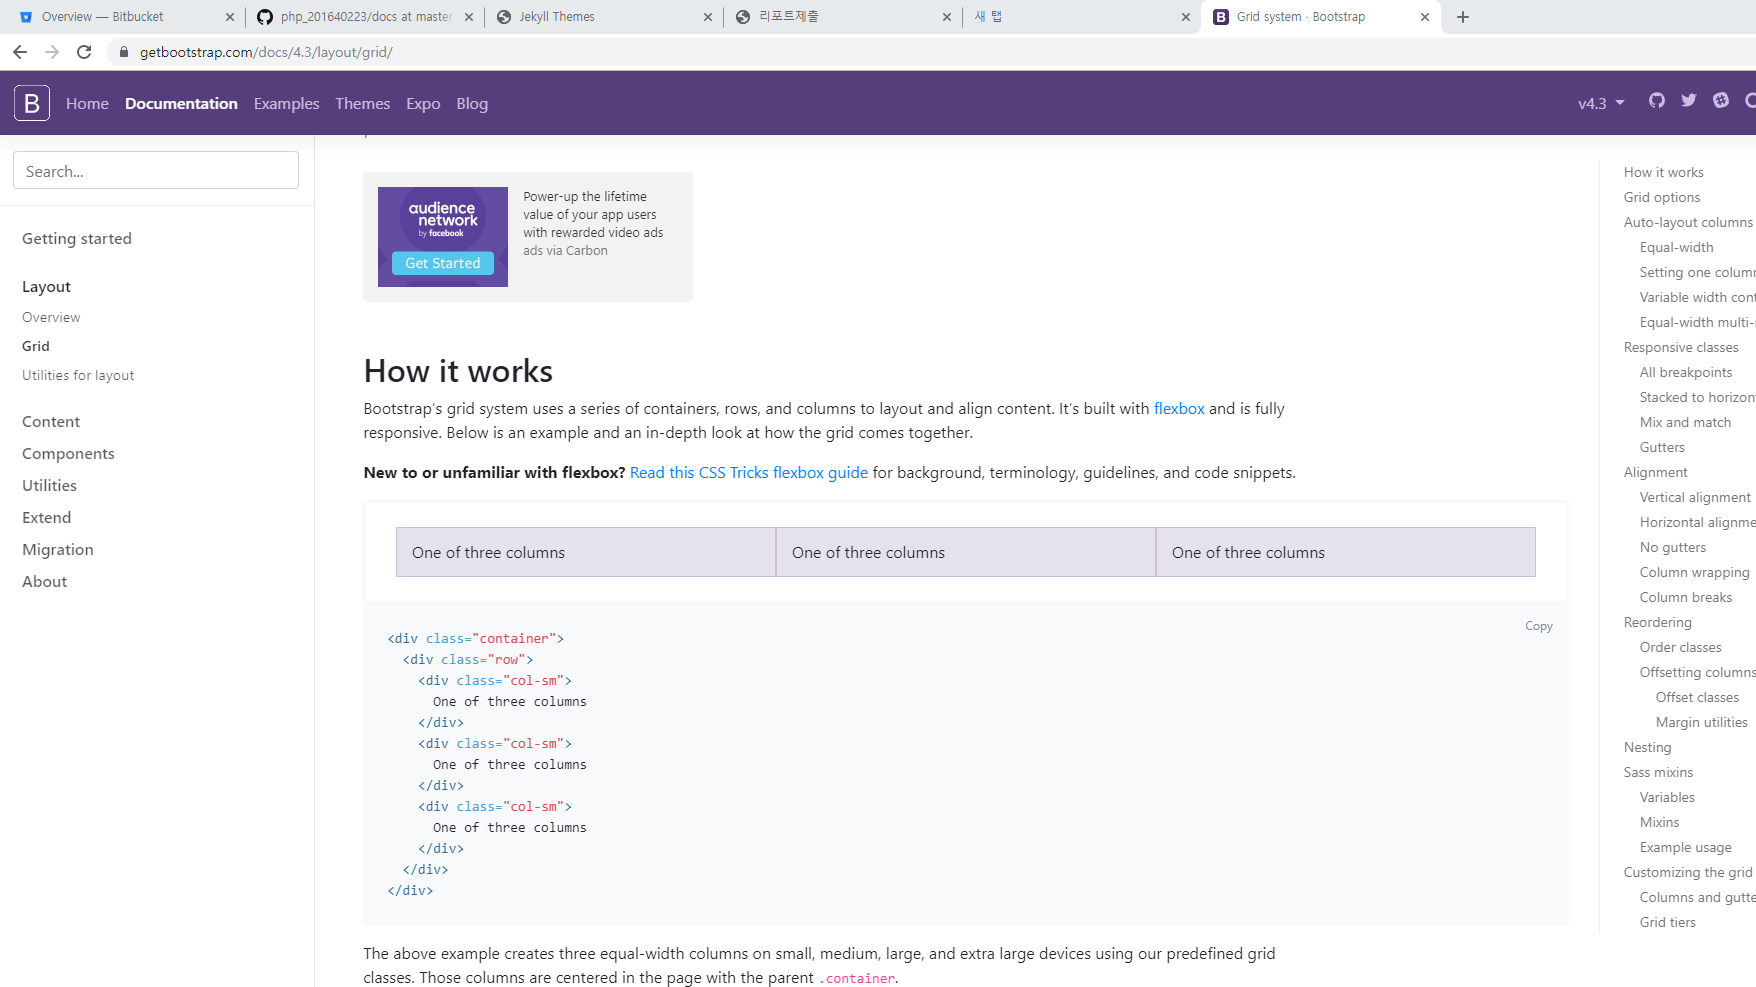 Overview — Bitbucket
php_201640223/docs at master
Jekyll Themes
리포트제출
새 탭
Grid system · Bootstrap
getbootstrap.com/docs/4.3/layout/grid/
B Home Documentation Examples Themes Expo Blog v4.3
Search...
Getting started
Layout
Overview
Grid
Utilities for layout
Content
Components
Utilities
Extend
Migration
About
audience
network
by facebook
Get Started
Power-up the lifetime
value of your app users
with rewarded video ads
ads via Carbon
How it works
Bootstrap’s grid system uses a series of containers, rows, and columns to layout and align content. It’s built with flexbox and is fully
responsive. Below is an example and an in-depth look at how the grid comes together.
New to or unfamiliar with flexbox? Read this CSS Tricks flexbox guide for background, terminology, guidelines, and code snippets.
One of three columns One of three columns One of three columns
Copy
<div class="container">
  <div class="row">
    <div class="col-sm">
      One of three columns
    </div>
    <div class="col-sm">
      One of three columns
    </div>
    <div class="col-sm">
      One of three columns
    </div>
  </div>
</div>
The above example creates three equal-width columns on small, medium, large, and extra large devices using our predefined grid
classes. Those columns are centered in the page with the parent .container.
How it works
Grid options
Auto-layout columns
Equal-width
Setting one colum
Variable width cont
Equal-width multi-
Responsive classes
All breakpoints
Stacked to horizon
Mix and match
Gutters
Alignment
Vertical alignment
Horizontal alignme
No gutters
Column wrapping
Column breaks
Reordering
Order classes
Offsetting columns
Offset classes
Margin utilities
Nesting
Sass mixins
Variables
Mixins
Example usage
Customizing the grid
Columns and gutte
Grid tiers